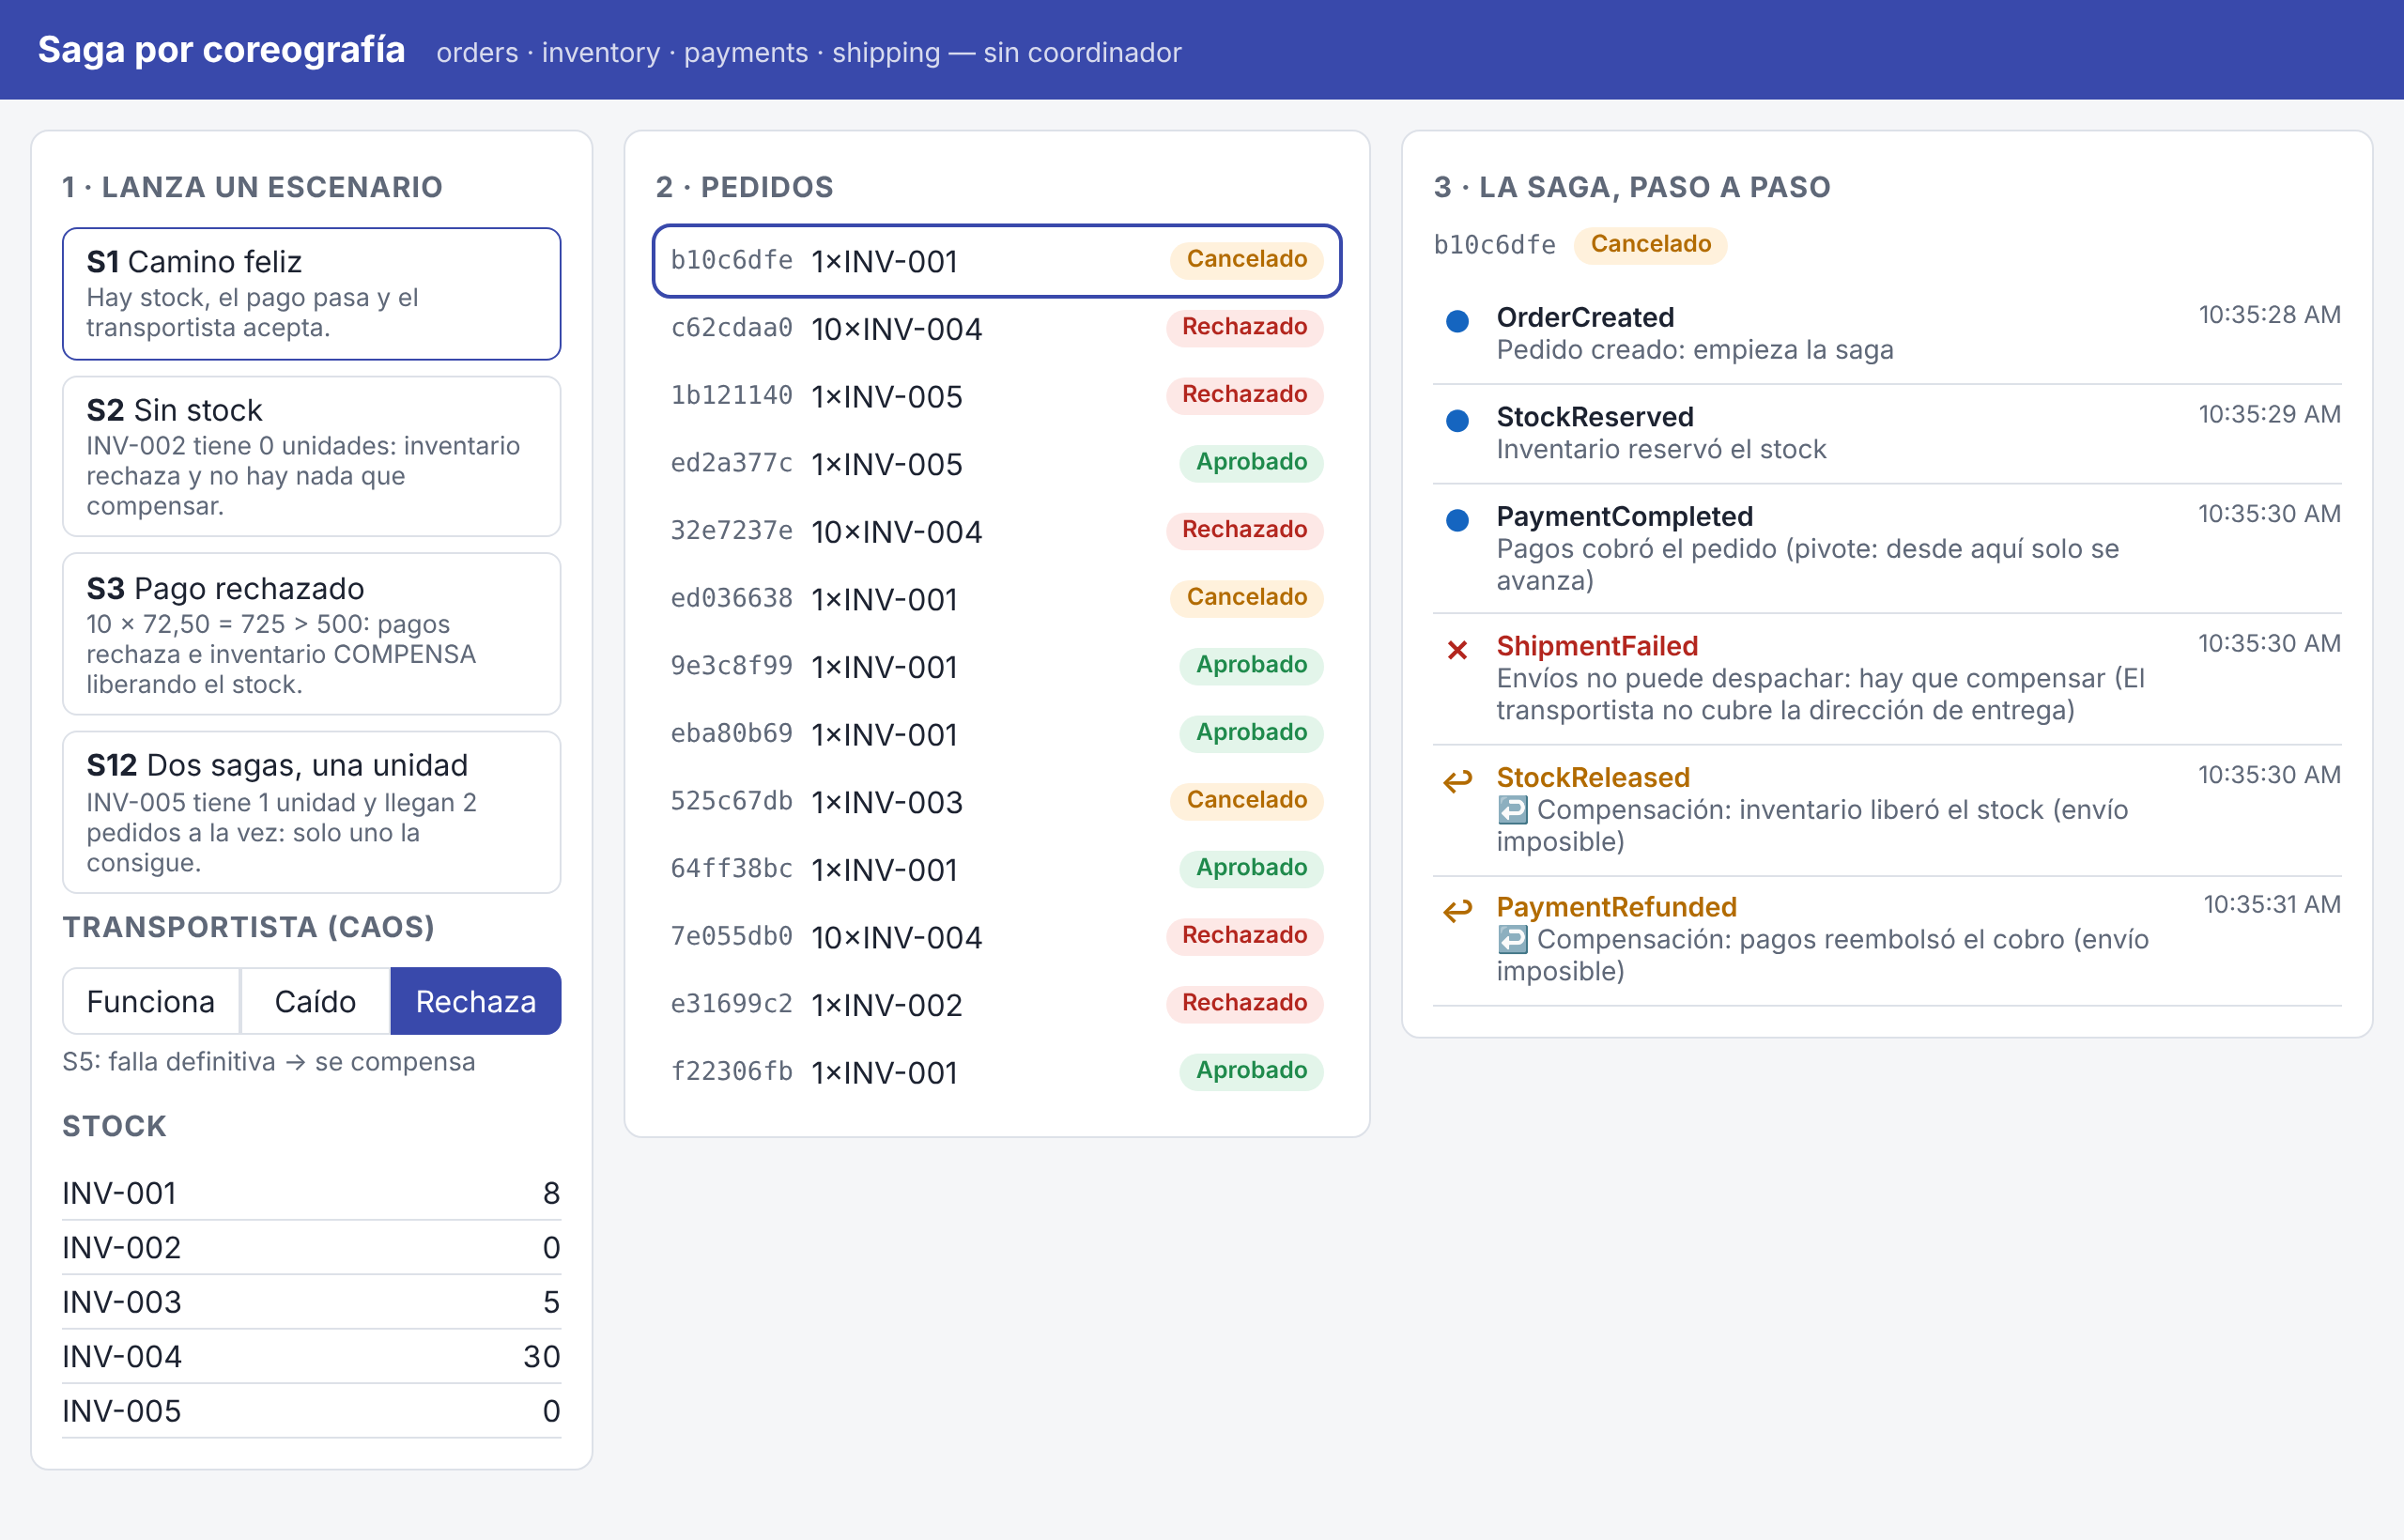 Saga por coreografía orders · inventory · payments · shipping — sin coordinador
1 · LANZA UN ESCENARIO
S1 Camino feliz
Hay stock, el pago pasa y el
transportista acepta.
S2 Sin stock
INV-002 tiene 0 unidades: inventario
rechaza y no hay nada que
compensar.
S3 Pago rechazado
10 × 72,50 = 725 > 500: pagos
rechaza e inventario COMPENSA
liberando el stock.
S12 Dos sagas, una unidad
INV-005 tiene 1 unidad y llegan 2
pedidos a la vez: solo uno la
consigue.
TRANSPORTISTA (CAOS)
Funciona Caído Rechaza
S5: falla definitiva → se compensa
STOCK
INV-001 8
INV-002 0
INV-003 5
INV-004 30
INV-005 0
2 · PEDIDOS
b10c6dfe 1×INV-001 Cancelado
c62cdaa0 10×INV-004 Rechazado
1b121140 1×INV-005 Rechazado
ed2a377c 1×INV-005 Aprobado
32e7237e 10×INV-004 Rechazado
ed036638 1×INV-001 Cancelado
9e3c8f99 1×INV-001 Aprobado
eba80b69 1×INV-001 Aprobado
525c67db 1×INV-003 Cancelado
64ff38bc 1×INV-001 Aprobado
7e055db0 10×INV-004 Rechazado
e31699c2 1×INV-002 Rechazado
f22306fb 1×INV-001 Aprobado
3 · LA SAGA, PASO A PASO
b10c6dfe Cancelado
OrderCreated 10:35:28 AM
Pedido creado: empieza la saga
StockReserved 10:35:29 AM
Inventario reservó el stock
PaymentCompleted 10:35:30 AM
Pagos cobró el pedido (pivote: desde aquí solo se
avanza)
ShipmentFailed 10:35:30 AM
Envíos no puede despachar: hay que compensar (El
transportista no cubre la dirección de entrega)
StockReleased 10:35:30 AM
↩️ Compensación: inventario liberó el stock (envío
imposible)
PaymentRefunded 10:35:31 AM
↩️ Compensación: pagos reembolsó el cobro (envío
imposible)